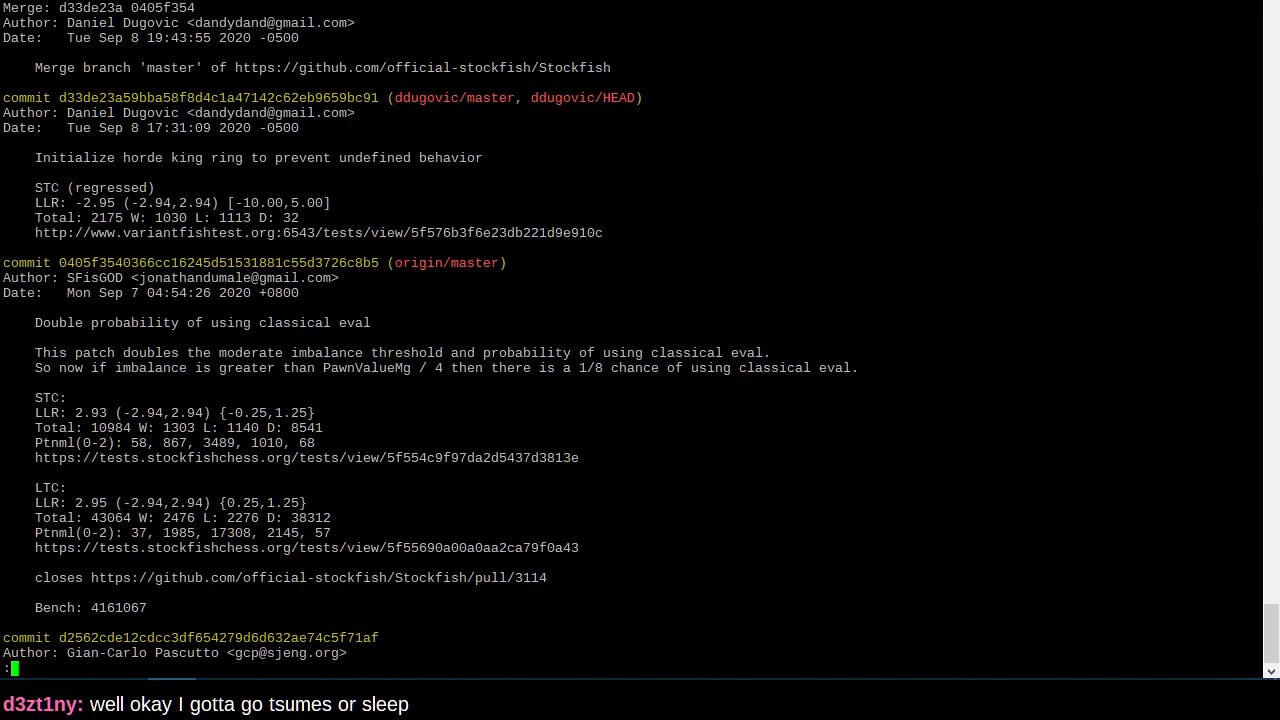 Merge: d33de23a 0405f354
Author: Daniel Dugovic <dandydand@gmail.com>
Date:   Tue Sep 8 19:43:55 2020 -0500
Merge branch 'master' of https://github.com/official-stockfish/Stockfish
commit d33de23a59bba58f8d4c1a47142c62eb9659bc91 (ddugovic/master, ddugovic/HEAD)
Author: Daniel Dugovic <dandydand@gmail.com>
Date:   Tue Sep 8 17:31:09 2020 -0500
Initialize horde king ring to prevent undefined behavior
STC (regressed)
LLR: -2.95 (-2.94,2.94) [-10.00,5.00]
Total: 2175 W: 1030 L: 1113 D: 32
http://www.variantfishtest.org:6543/tests/view/5f576b3f6e23db221d9e910c
commit 0405f3540366cc16245d51531881c55d3726c8b5 (origin/master)
Author: SFisGOD <jonathandumale@gmail.com>
Date:   Mon Sep 7 04:54:26 2020 +0800
Double probability of using classical eval
This patch doubles the moderate imbalance threshold and probability of using classical eval.
So now if imbalance is greater than PawnValueMg / 4 then there is a 1/8 chance of using classical eval.
STC:
LLR: 2.93 (-2.94,2.94) {-0.25,1.25}
Total: 10984 W: 1303 L: 1140 D: 8541
Ptnml(0-2): 58, 867, 3489, 1010, 68
https://tests.stockfishchess.org/tests/view/5f554c9f97da2d5437d3813e
LTC:
LLR: 2.95 (-2.94,2.94) {0.25,1.25}
Total: 43064 W: 2476 L: 2276 D: 38312
Ptnml(0-2): 37, 1985, 17308, 2145, 57
https://tests.stockfishchess.org/tests/view/5f55690a00a0aa2ca79f0a43
closes https://github.com/official-stockfish/Stockfish/pull/3114
Bench: 4161067
commit d2562cde12cdcc3df654279d6d632ae74c5f71af
Author: Gian-Carlo Pascutto <gcp@sjeng.org>
:
d3zt1ny: well okay I gotta go tsumes or sleep